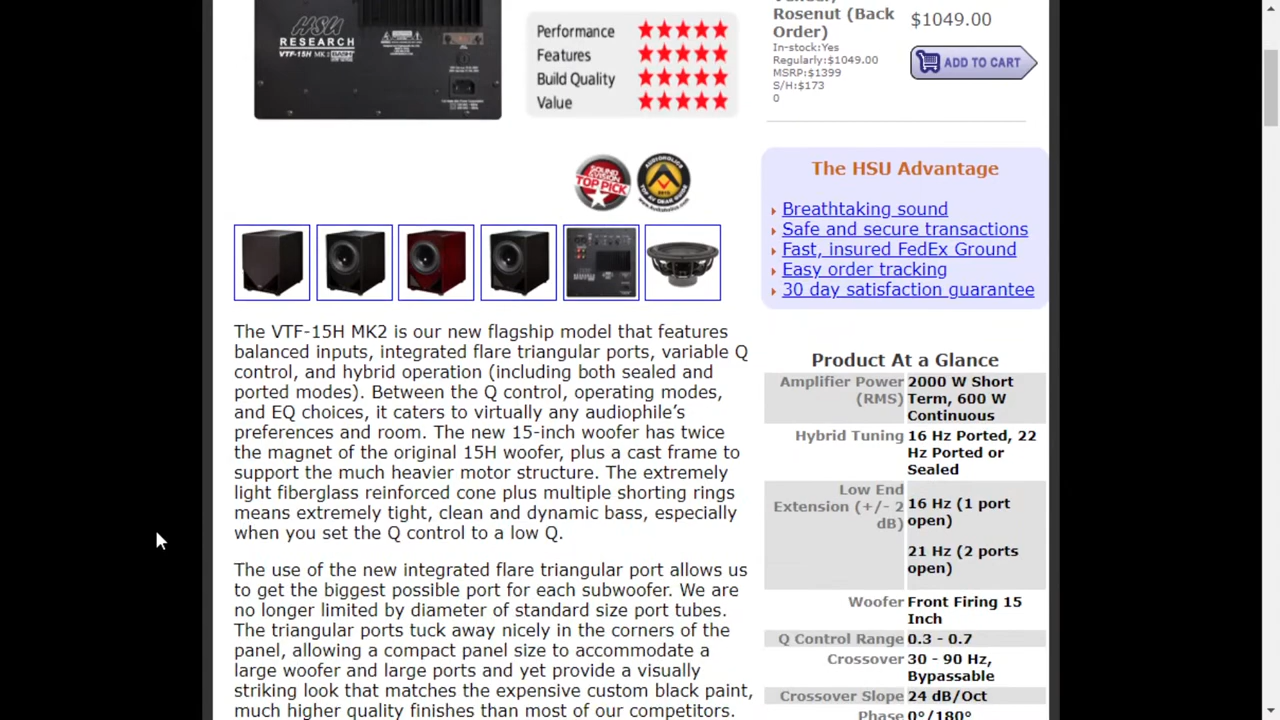 HSU
RESEARCH
VTF-15H MK2
Performance
Features
Build Quality
Value
Rosenut (Back
Order)
In-stock:Yes
Regularly:$1049.00
MSRP:$1399
S/H:$173
0
$1049.00
ADD TO CART
SOUND & VISION
TOP PICK
AUDIOHOLICS
The HSU Advantage
Breathtaking sound
Safe and secure transactions
Fast, insured FedEx Ground
Easy order tracking
30 day satisfaction guarantee
The VTF-15H MK2 is our new flagship model that features
balanced inputs, integrated flare triangular ports, variable Q
control, and hybrid operation (including both sealed and
ported modes). Between the Q control, operating modes,
and EQ choices, it caters to virtually any audiophile's
preferences and room. The new 15-inch woofer has twice
the magnet of the original 15H woofer, plus a cast frame to
support the much heavier motor structure. The extremely
light fiberglass reinforced cone plus multiple shorting rings
means extremely tight, clean and dynamic bass, especially
when you set the Q control to a low Q.
The use of the new integrated flare triangular port allows us
to get the biggest possible port for each subwoofer. We are
no longer limited by diameter of standard size port tubes.
The triangular ports tuck away nicely in the corners of the
panel, allowing a compact panel size to accommodate a
large woofer and large ports and yet provide a visually
striking look that matches the expensive custom black paint,
much higher quality finishes than most of our competitors.
Product At a Glance
Amplifier Power
(RMS)
2000 W Short
Term, 600 W
Continuous
Hybrid Tuning
16 Hz Ported, 22
Hz Ported or
Sealed
Low End
Extension (+/- 2
dB)
16 Hz (1 port
open)
21 Hz (2 ports
open)
Woofer
Front Firing 15
Inch
Q Control Range
0.3 - 0.7
Crossover
30 - 90 Hz,
Bypassable
Crossover Slope
24 dB/Oct
Phase
0°/180°